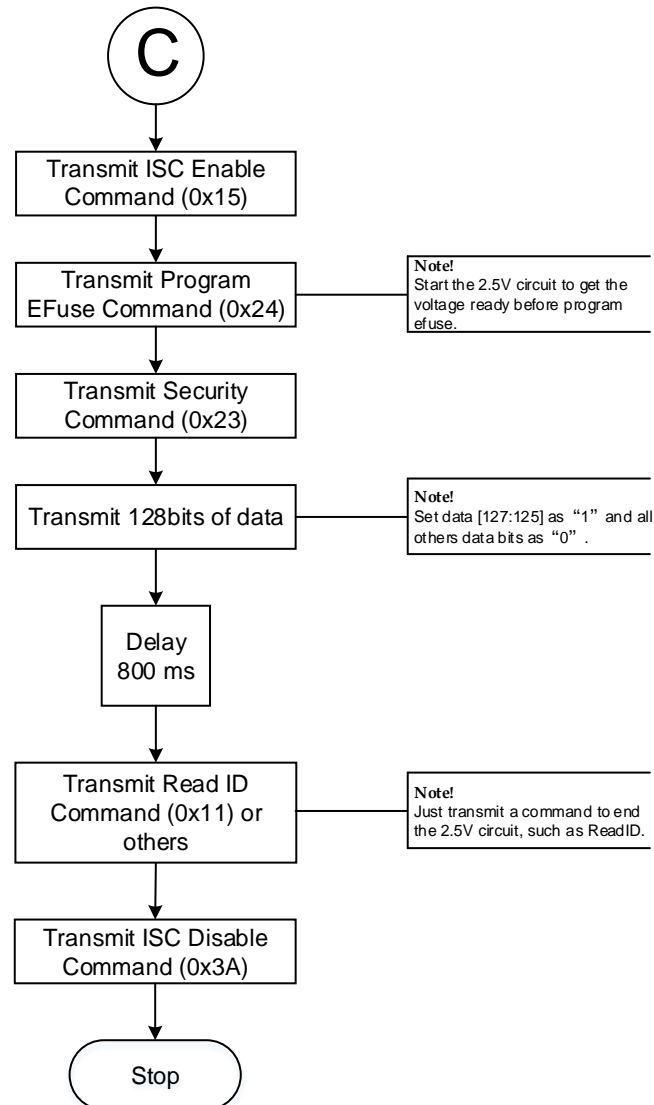 C
Transmit ISC Enable
Command (0x15)
Transmit Program
EFuse Command (0x24)
Note!
Start the 2.5V circuit to get the
voltage ready before program
efuse.
Transmit Security
Command (0x23)
Transmit 128bits of data
Note!
Set data [127:125] as “1” and all
others data bits as “0” .
Delay
800 ms
Transmit Read ID
Command (0x11) or
others
Note!
Just transmit a command to end
the 2.5V circuit, such as ReadID.
Transmit ISC Disable
Command (0x3A)
Stop